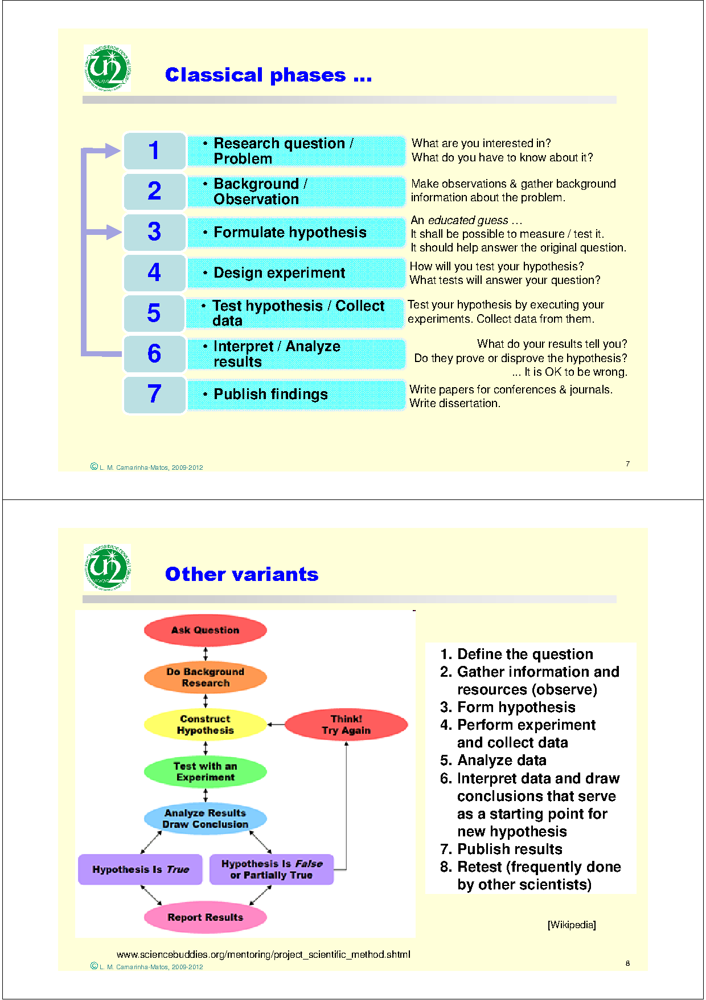 UNIVERSIDADE NOVA DE LISBOA
Classical phases ...
1
• Research question /
Problem
What are you interested in?
What do you have to know about it?
2
• Background /
Observation
Make observations & gather background
information about the problem.
3
• Formulate hypothesis
An educated guess …
It shall be possible to measure / test it.
It should help answer the original question.
4
• Design experiment
How will you test your hypothesis?
What tests will answer your question?
5
• Test hypothesis / Collect
data
Test your hypothesis by executing your
experiments. Collect data from them.
6
• Interpret / Analyze
results
What do your results tell you?
Do they prove or disprove the hypothesis?
... It is OK to be wrong.
7
• Publish findings
Write papers for conferences & journals.
Write dissertation.
© L. M. Camarinha-Matos, 2009-2012
7
UNIVERSIDADE NOVA DE LISBOA
Other variants
Ask Question
Do Background
Research
Construct
Hypothesis
Think!
Try Again
Test with an
Experiment
Analyze Results
Draw Conclusion
Hypothesis Is True
Hypothesis Is False
or Partially True
Report Results
1. Define the question
2. Gather information and
resources (observe)
3. Form hypothesis
4. Perform experiment
and collect data
5. Analyze data
6. Interpret data and draw
conclusions that serve
as a starting point for
new hypothesis
7. Publish results
8. Retest (frequently done
by other scientists)
[Wikipedia]
www.sciencebuddies.org/mentoring/project_scientific_method.shtml
© L. M. Camarinha-Matos, 2009-2012
8